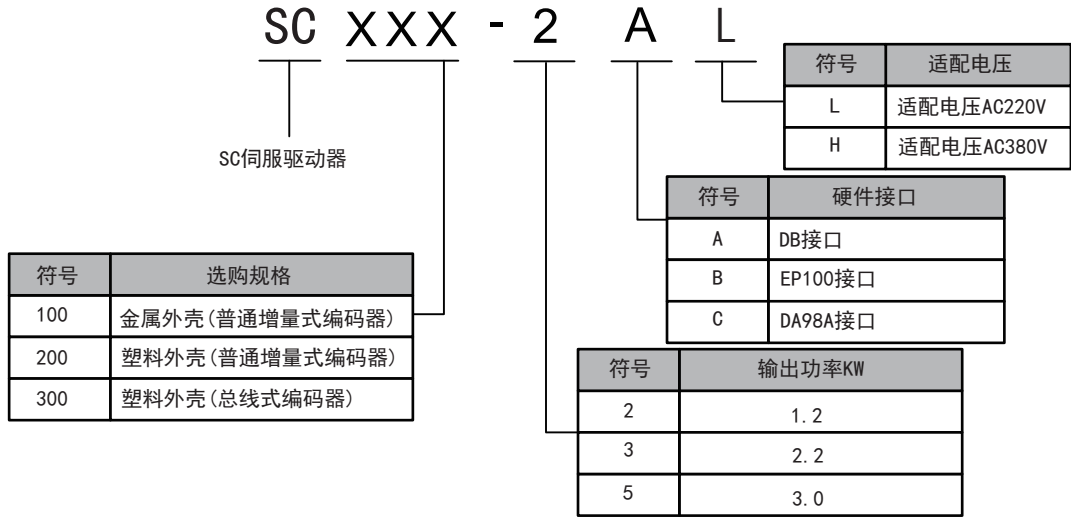 SC XXX - 2 A L
SC伺服驱动器
符号 适配电压
L 适配电压AC220V
H 适配电压AC380V
符号 硬件接口
A DB接口
B EP100接口
C DA98A接口
符号 选购规格
100 金属外壳(普通增量式编码器)
200 塑料外壳(普通增量式编码器)
300 塑料外壳(总线式编码器)
符号 输出功率KW
2 1.2
3 2.2
5 3.0